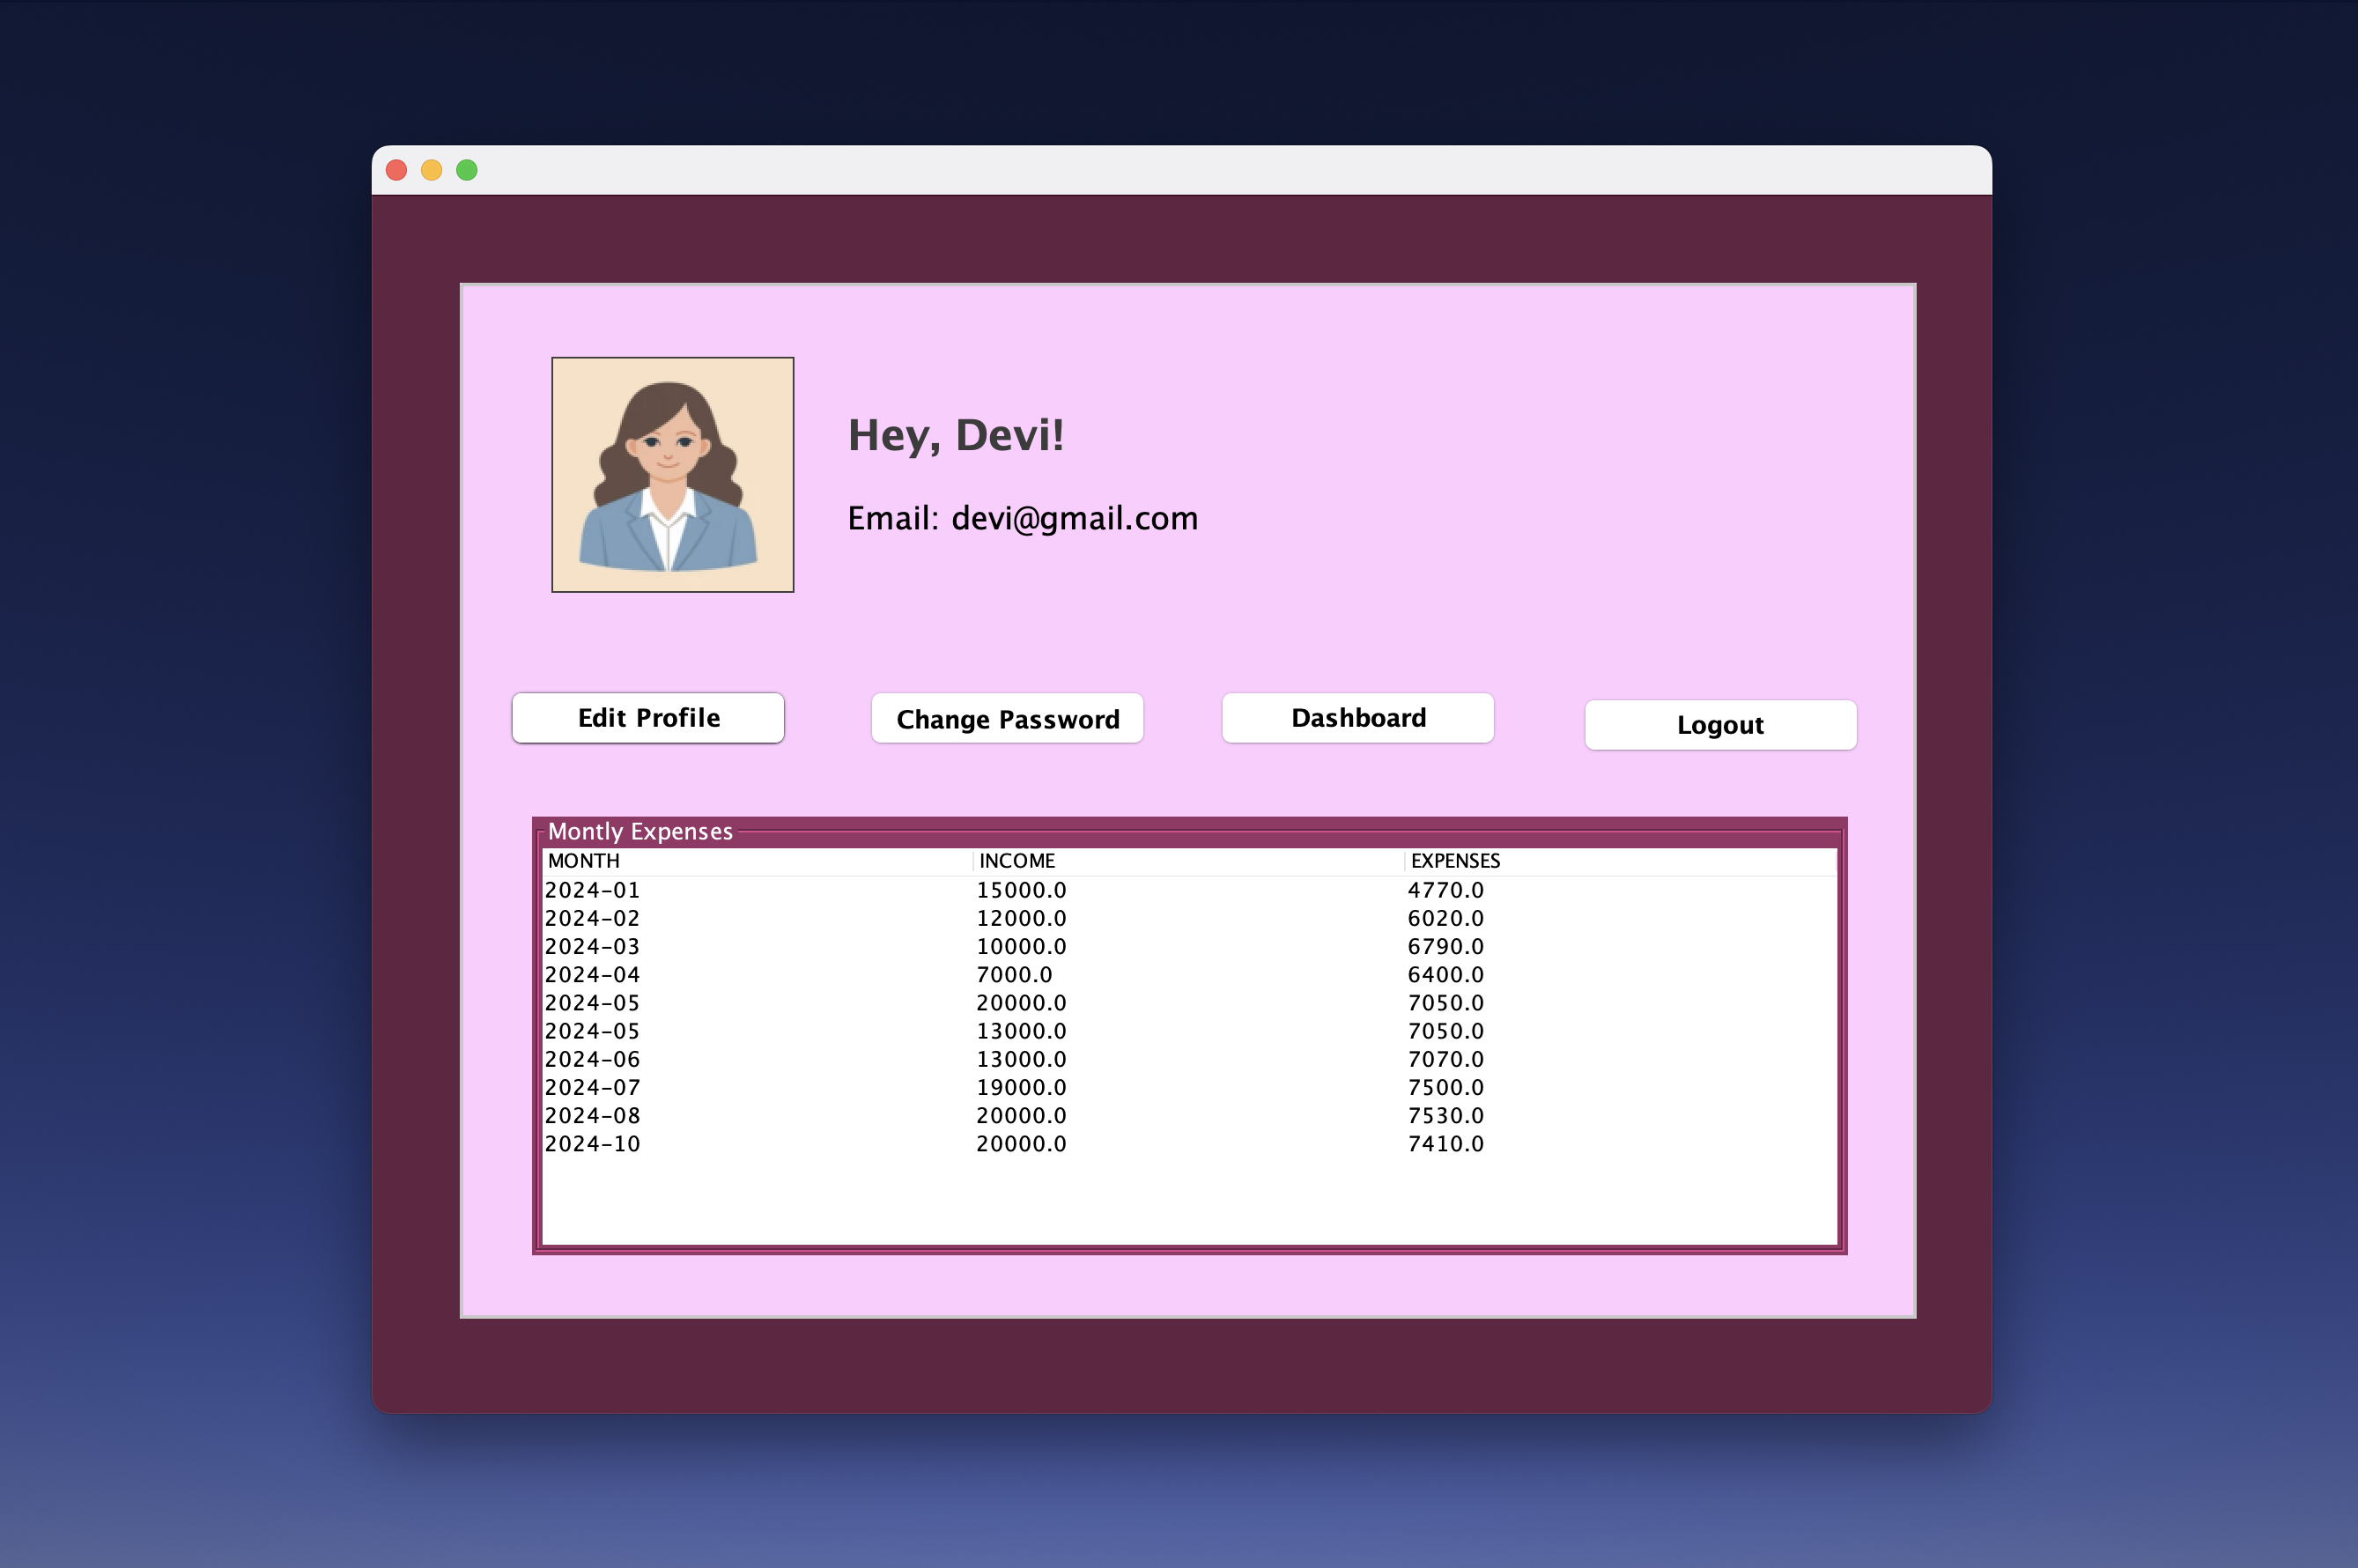 Hey, Devi!
Email: devi@gmail.com
Edit Profile Change Password Dashboard Logout
Montly Expenses
MONTH INCOME EXPENSES
2024-01 15000.0 4770.0
2024-02 12000.0 6020.0
2024-03 10000.0 6790.0
2024-04 7000.0 6400.0
2024-05 20000.0 7050.0
2024-05 13000.0 7050.0
2024-06 13000.0 7070.0
2024-07 19000.0 7500.0
2024-08 20000.0 7530.0
2024-10 20000.0 7410.0